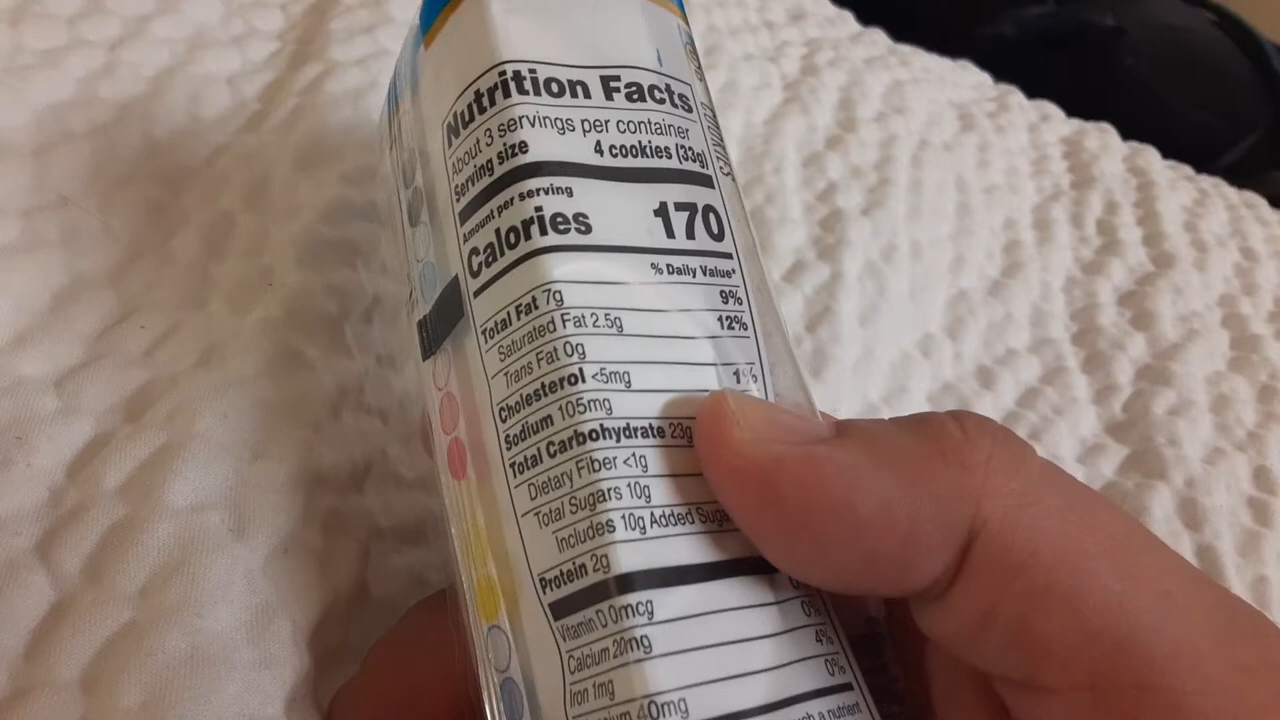 Nutrition Facts
About 3 servings per container
Serving size 4 cookies (33g)
Amount per serving
Calories 170
% Daily Value*
Total Fat 7g 9%
Saturated Fat 2.5g 12%
Trans Fat 0g
Cholesterol <5mg 1%
Sodium 105mg
Total Carbohydrate 23g
Dietary Fiber <1g
Total Sugars 10g
Includes 10g Added
Protein 2g
Vitamin D 0mcg
Calcium 20mg 0%
Iron 1mg 4%
40mg 0%
a nutrient